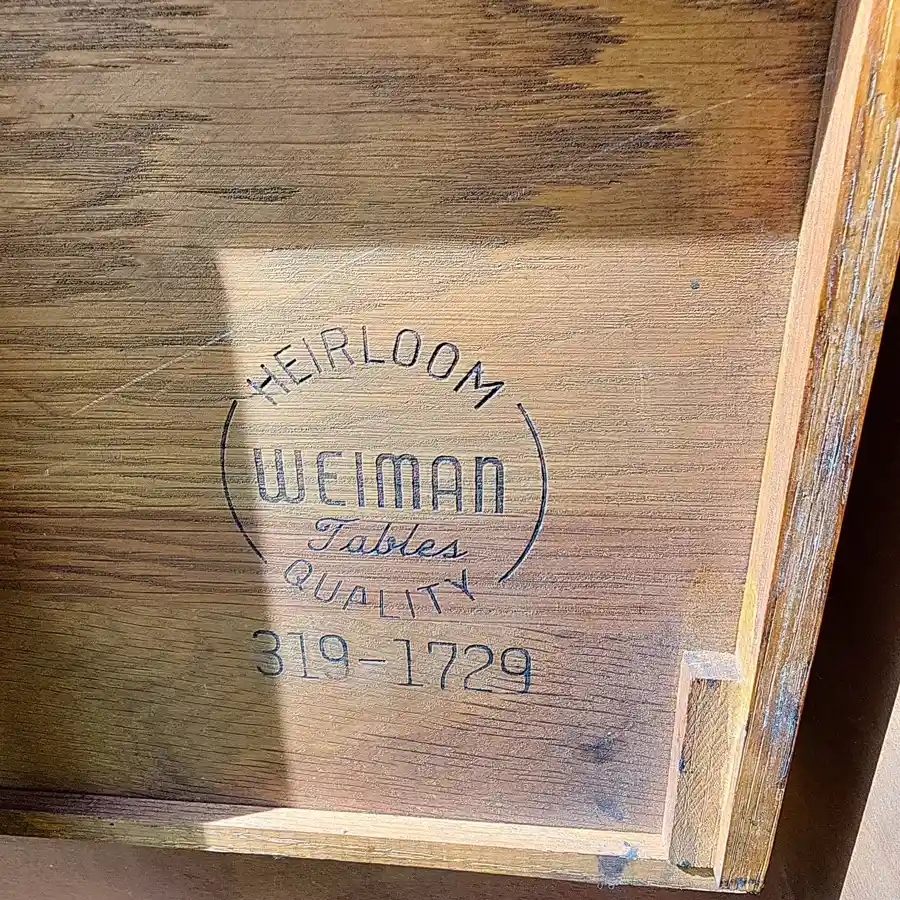 HEIRLOOM
WEIMAN
Tables
QUALITY
319-1729